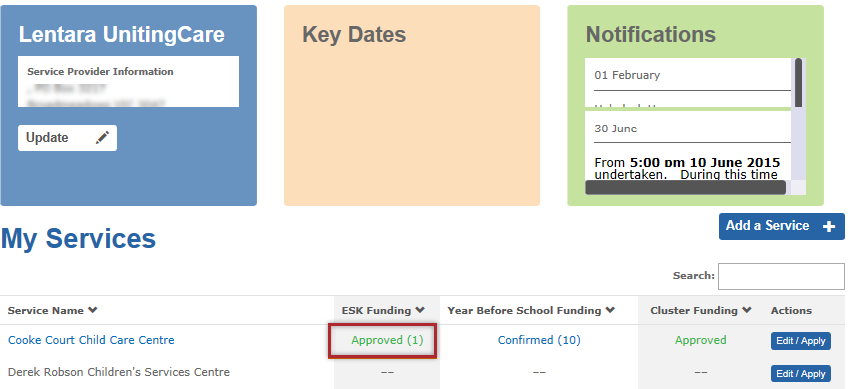 Lentara UnitingCare
Service Provider Information
Update
Key Dates
Notifications
01 February
30 June
From 5:00 pm 10 June 2015
undertaken. During this time
My Services
Add a Service +
Search:
Service Name ESK Funding Year Before School Funding Cluster Funding Actions
Cooke Court Child Care Centre Approved (1) Confirmed (10) Approved Edit / Apply
Derek Robson Children's Services Centre -- -- -- Edit / Apply